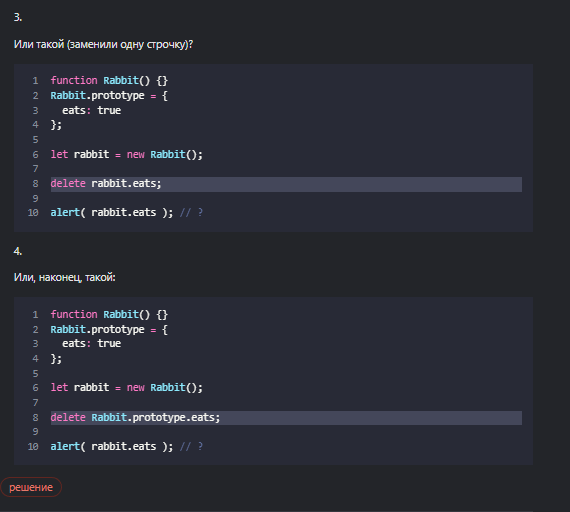 3.
Или такой (заменили одну строчку)?
1 function Rabbit() {}
2 Rabbit.prototype = {
3   eats: true
4 };
5
6 let rabbit = new Rabbit();
7
8 delete rabbit.eats;
9
10 alert( rabbit.eats ); // ?
4.
Или, наконец, такой:
1 function Rabbit() {}
2 Rabbit.prototype = {
3   eats: true
4 };
5
6 let rabbit = new Rabbit();
7
8 delete Rabbit.prototype.eats;
9
10 alert( rabbit.eats ); // ?
решение